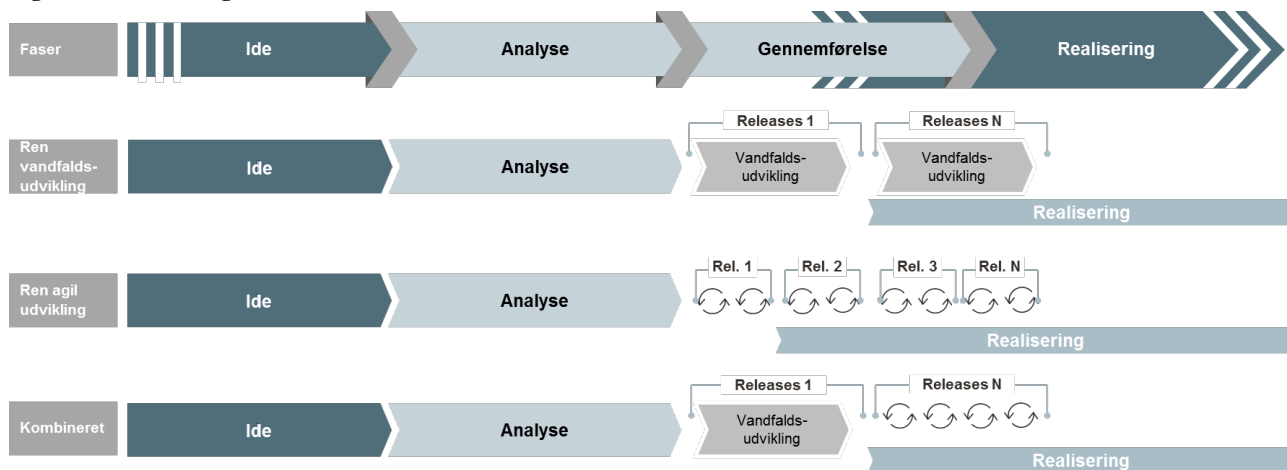 Faser
Ide
Analyse
Gennemførelse
Realisering
Ren
vandfalds-
udvikling
Ide
Analyse
Releases 1
Vandfalds-
udvikling
Releases N
Vandfalds-
udvikling
Realisering
Ren agil
udvikling
Ide
Analyse
Rel. 1
Rel. 2
Rel. 3
Rel. N
Realisering
Kombineret
Ide
Analyse
Releases 1
Vandfalds-
udvikling
Releases N
Realisering